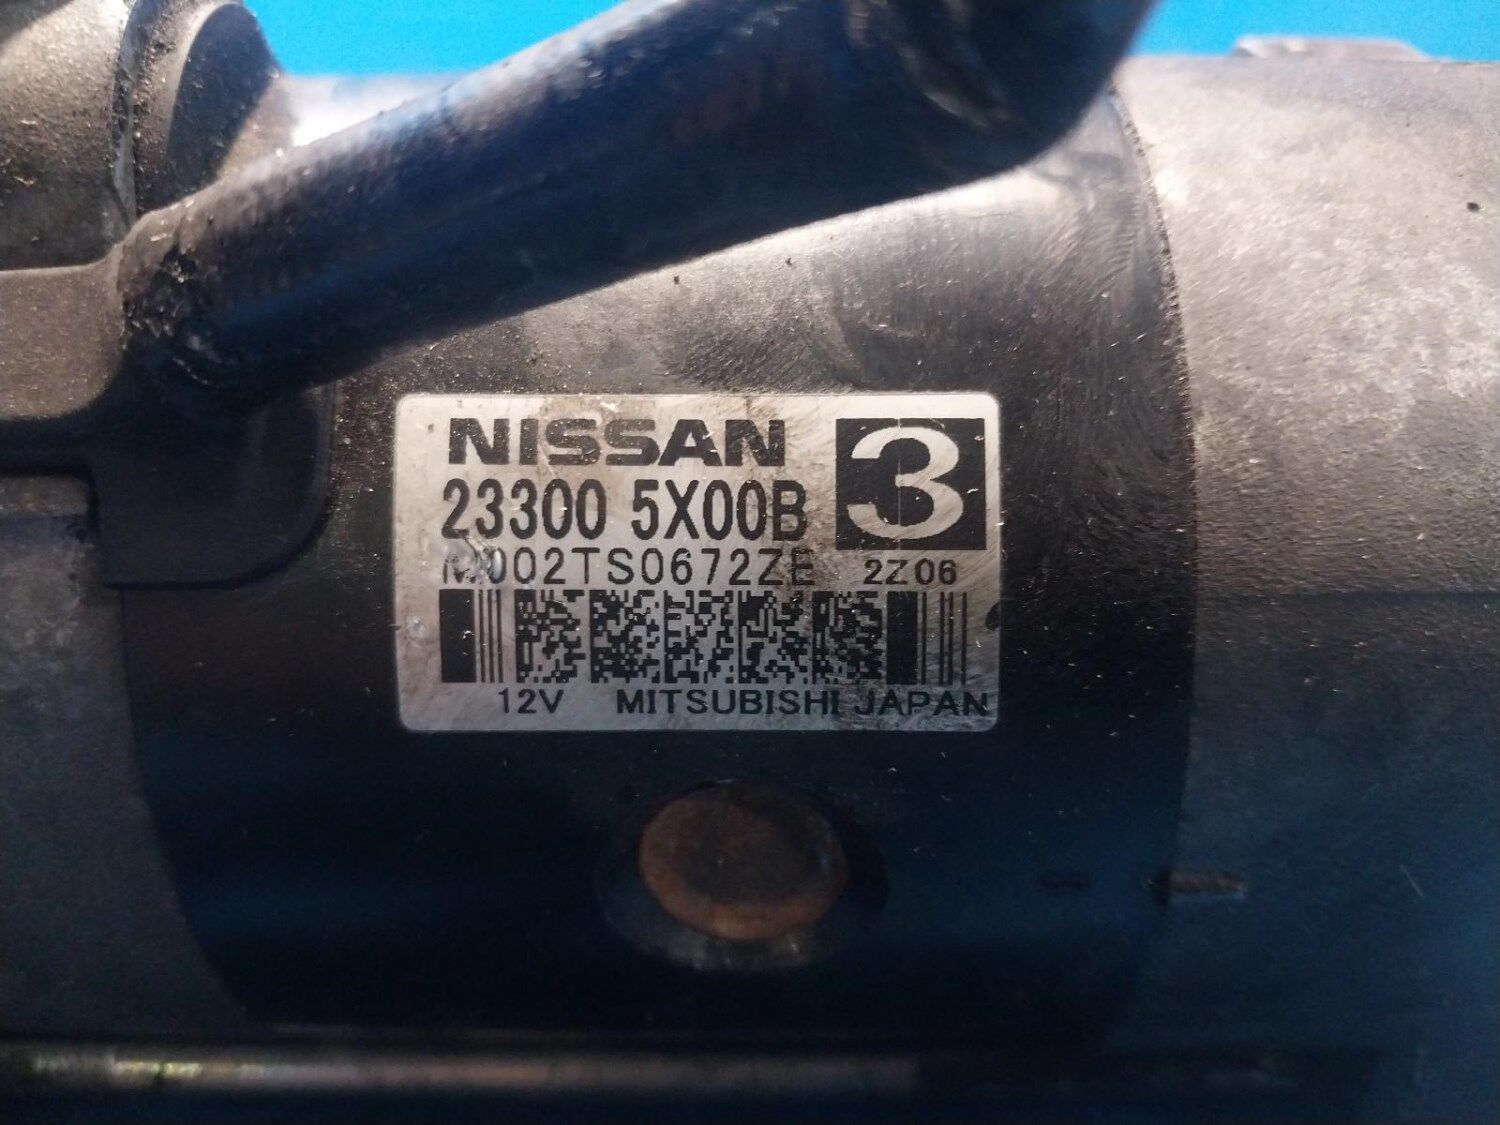 NISSAN 3
23300 5X00B
M002TS0672ZE 2Z06
12V MITSUBISHI JAPAN